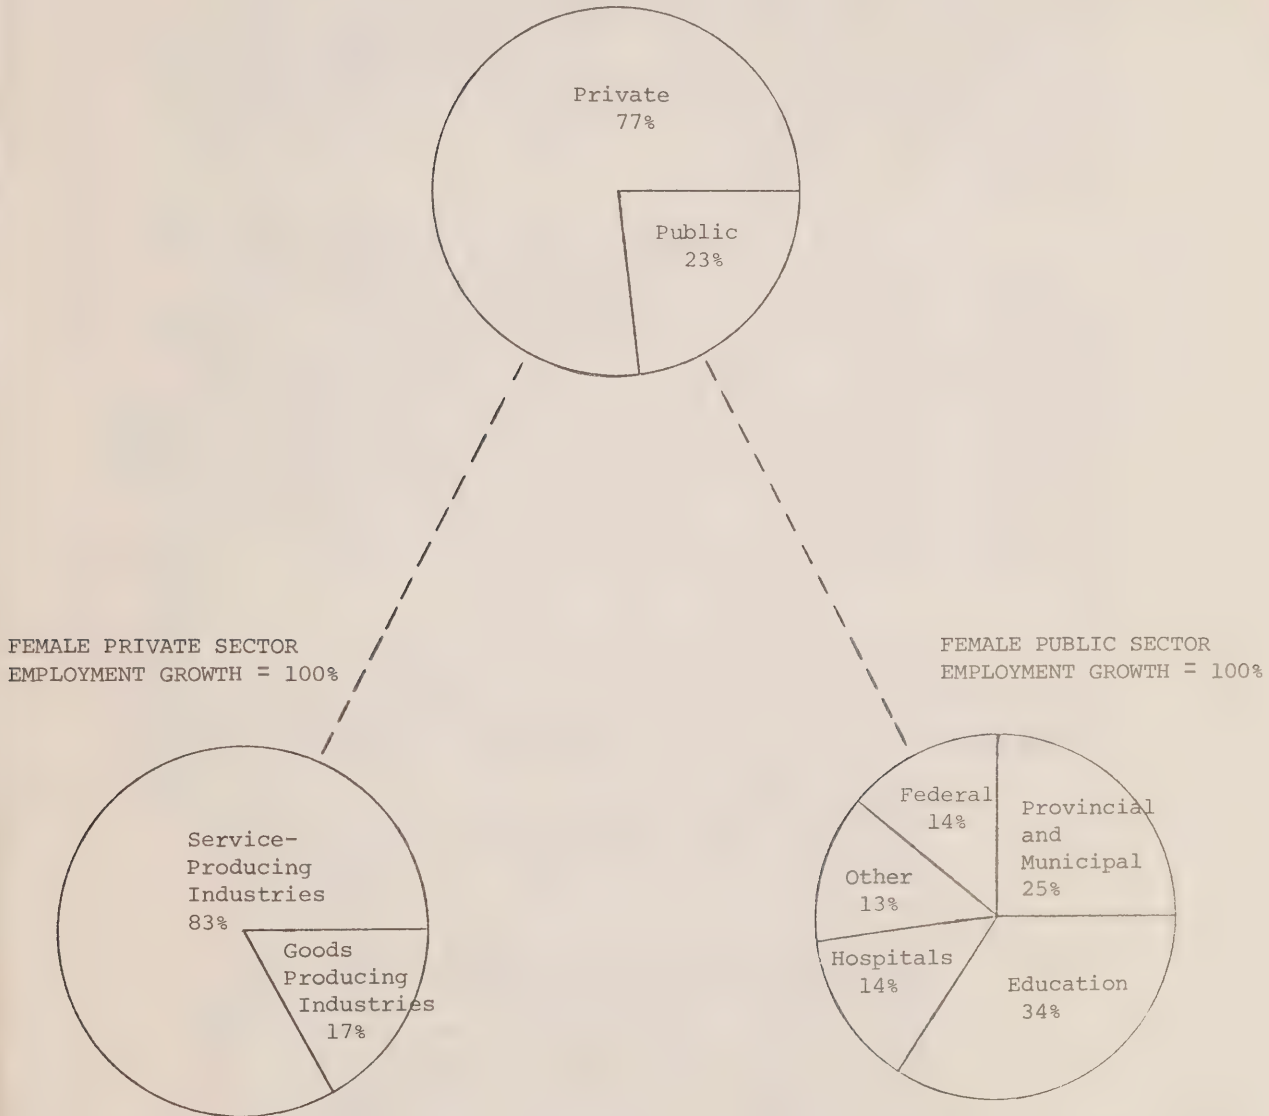 Private
77%
Public
23%
FEMALE PRIVATE SECTOR
EMPLOYMENT GROWTH = 100%
FEMALE PUBLIC SECTOR
EMPLOYMENT GROWTH = 100%
Service-
Producing
Industries
83%
Goods
Producing
Industries
17%
Federal
14%
Provincial
and
Municipal
25%
Other
13%
Hospitals
14%
Education
34%